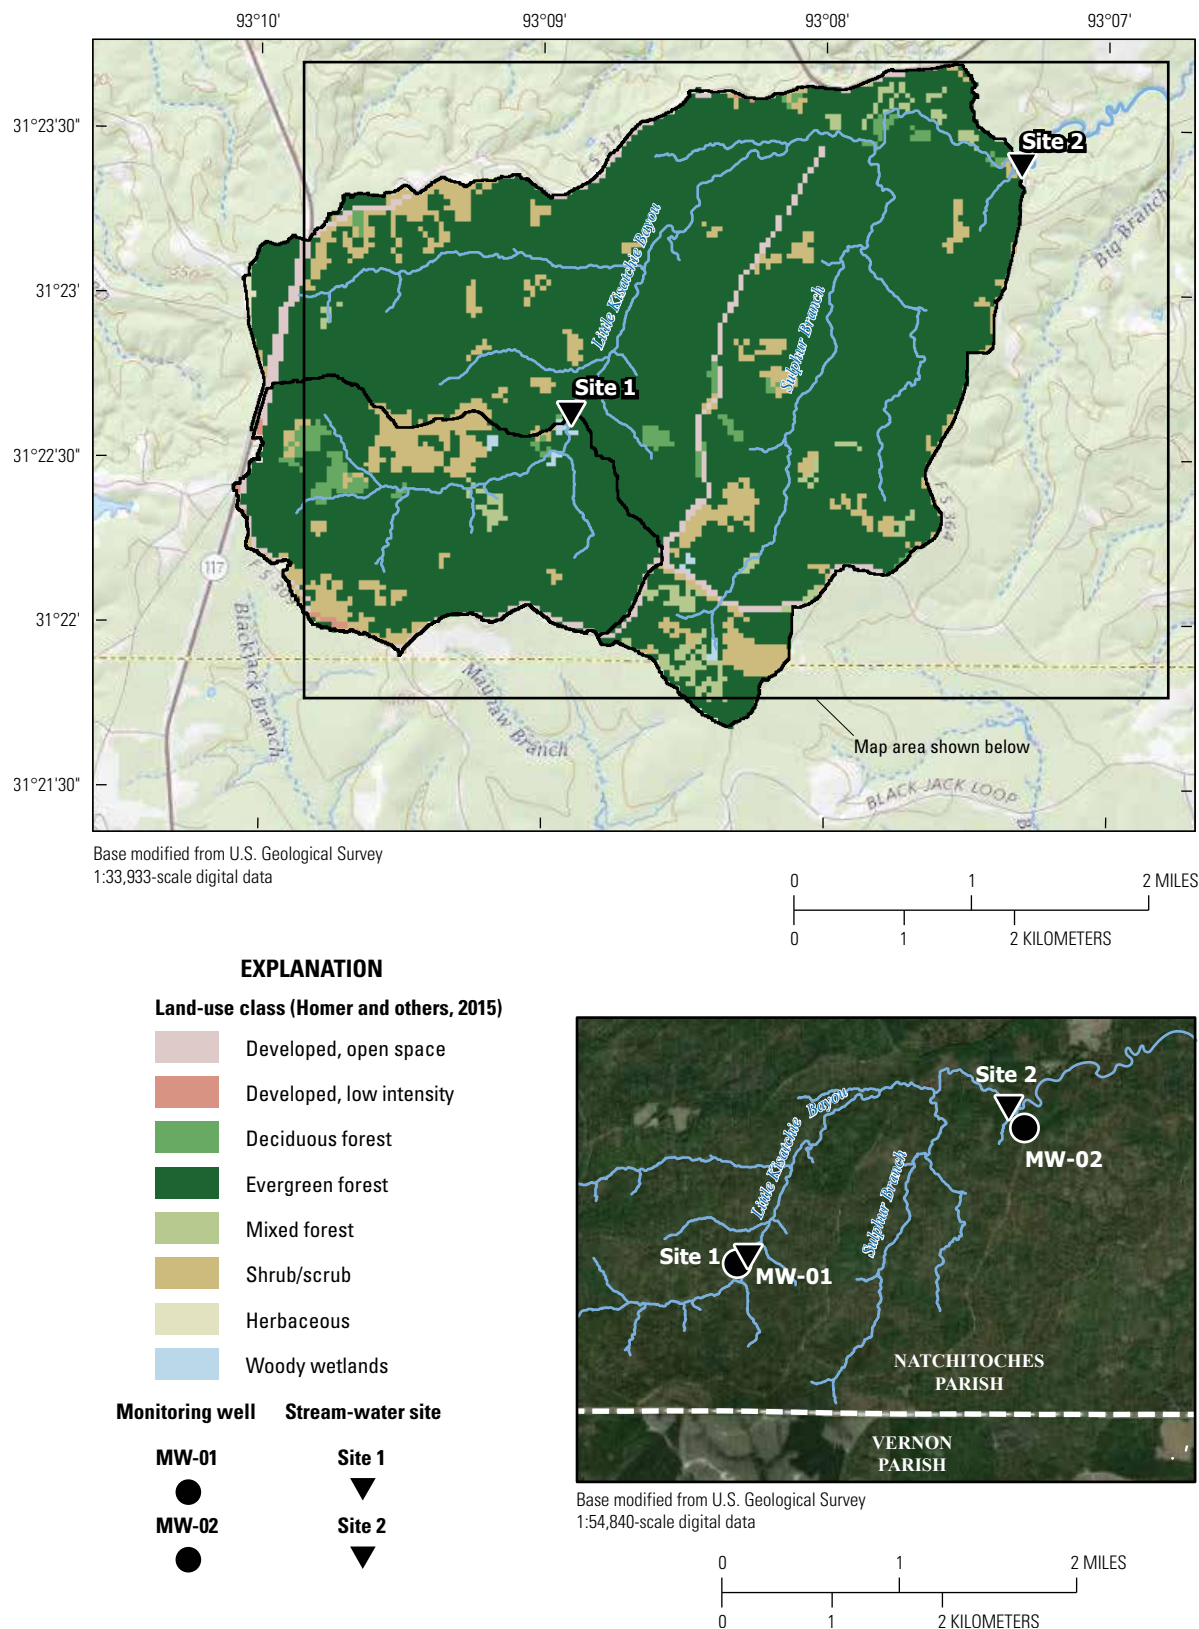 93°10'
93°09'
93°08'
93°07'
31°23'30"
31°23'
31°22'30"
31°22'
31°21'30"
F S 312
Site 2
Big Branch
350
Little Kisatchie Bayou
Sulphur Branch
Site 1
F S 364
117
F S 399
Blackjack Branch
400
Maunaw Branch
Map area shown below
BLACK JACK LOOP
B
Base modified from U.S. Geological Survey
1:33,933-scale digital data
0 1 2 MILES
0 1 2 KILOMETERS
EXPLANATION
Land-use class (Homer and others, 2015)
Developed, open space
Developed, low intensity
Deciduous forest
Evergreen forest
Mixed forest
Shrub/scrub
Herbaceous
Woody wetlands
Monitoring well
Stream-water site
MW-01
Site 1
MW-02
Site 2
Site 2
MW-02
Little Kisatchie Bayou
Sulphur Branch
Site 1
MW-01
NATCHITOCHES
PARISH
VERNON
PARISH
Base modified from U.S. Geological Survey
1:54,840-scale digital data
0 1 2 MILES
0 1 2 KILOMETERS